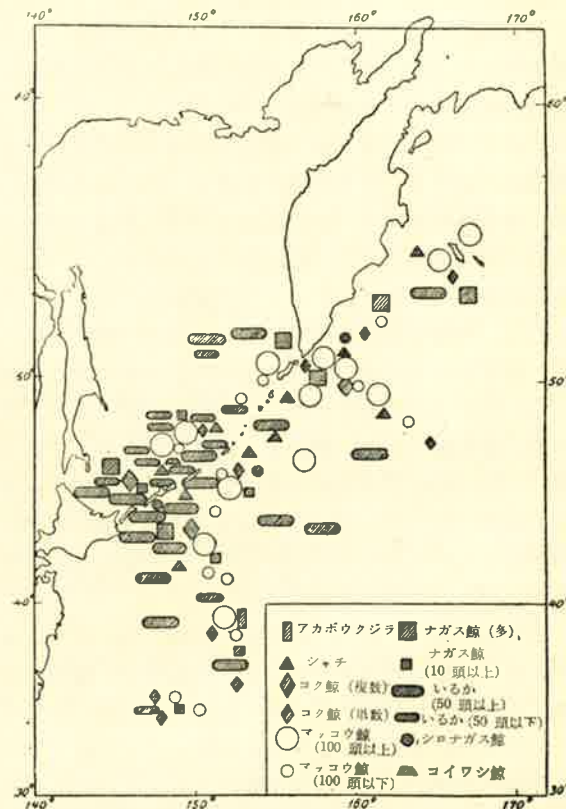 140°
150°
160°
170°
60°
60°
50°
50°
40°
40°
30°
30°
140°
150°
160°
170°
アカボウクジラ
ナガス鯨 (多)
シャチ
ナガス鯨
(10 頭以上)
コク鯨 (複数)
いるか
(50 頭以上)
コク鯨 (単数)
いるか (50 頭以下)
マッコウ鯨
(100 頭以上)
シロナガス鯨
マッコウ鯨
(100 頭以下)
コイワシ鯨